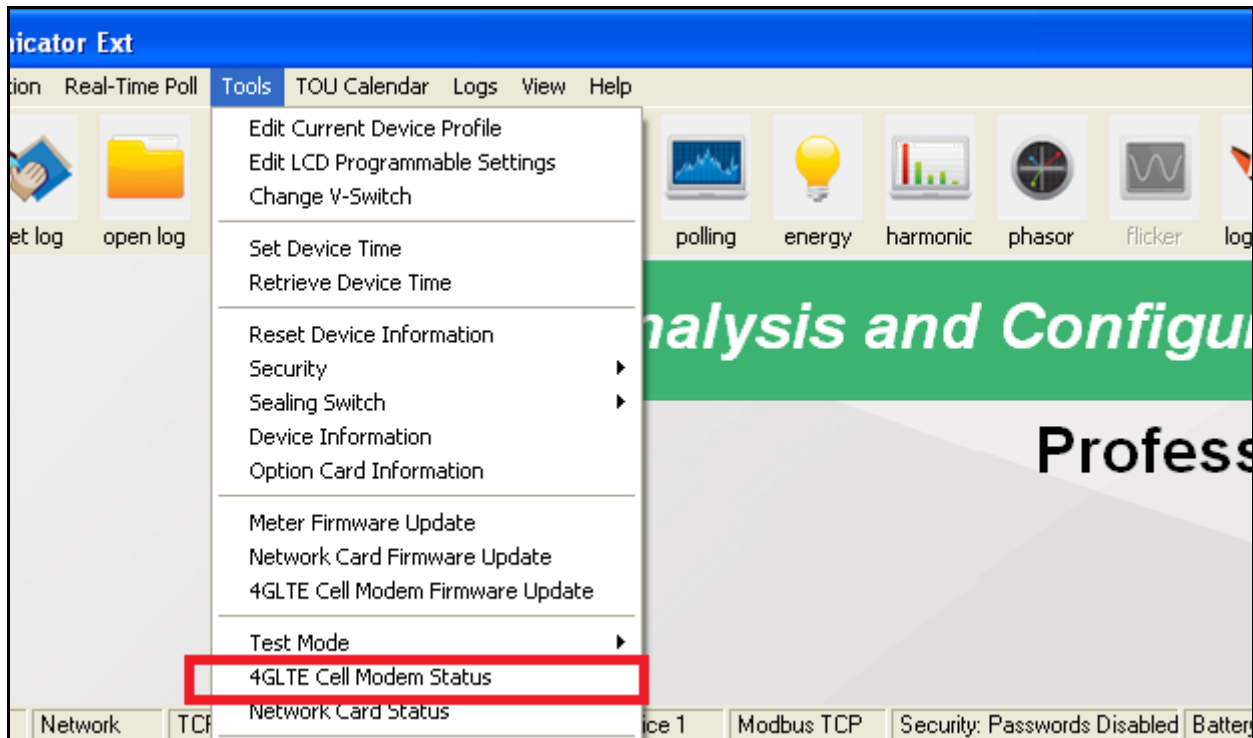 nicator Ext
tion Real-Time Poll Tools TOU Calendar Logs View Help
Edit Current Device Profile
Edit LCD Programmable Settings
Change V-Switch
Set Device Time
Retrieve Device Time
Reset Device Information
Security
Sealing Switch
Device Information
Option Card Information
Meter Firmware Update
Network Card Firmware Update
4GLTE Cell Modem Firmware Update
Test Mode
4GLTE Cell Modem Status
Network Card Status
et log open log polling energy harmonic phasor flicker log
nalysis and Configu
Profess
Network TCP ice 1 Modbus TCP Security: Passwords Disabled Battery